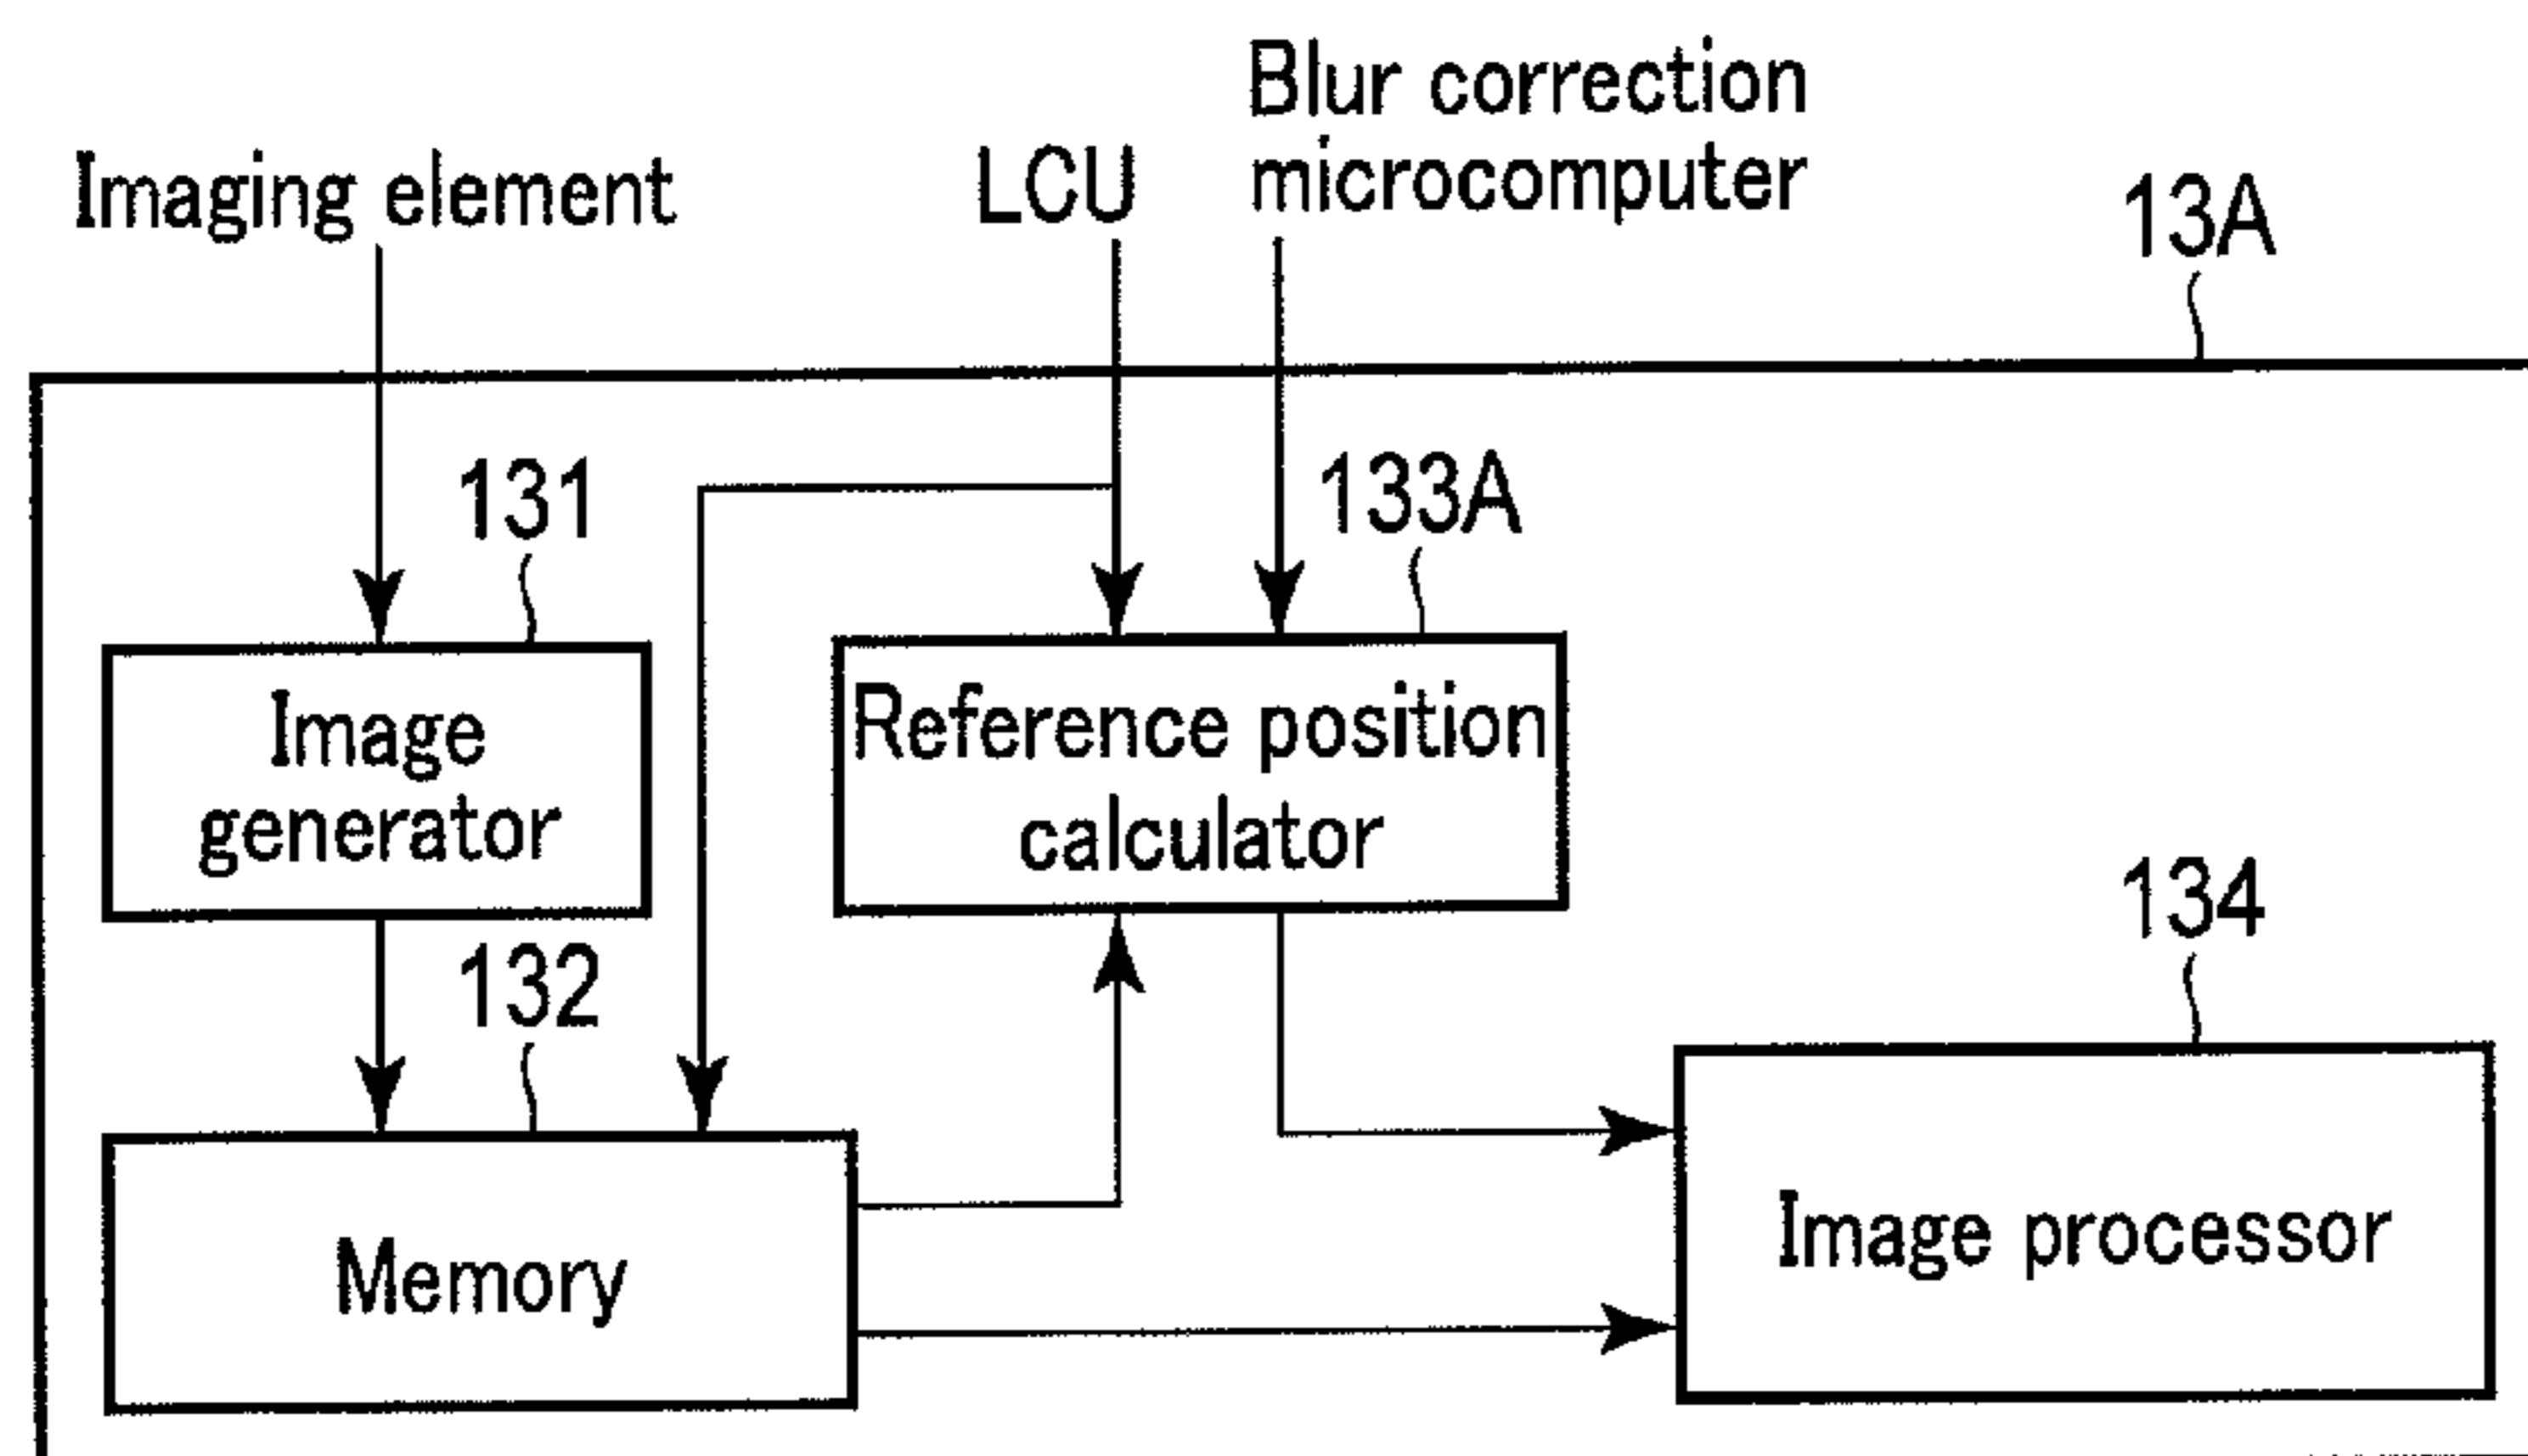 Imaging element
LCU
Blur correction
microcomputer
13A
131
133A
Image
generator
Reference position
calculator
132
134
Memory
Image processor